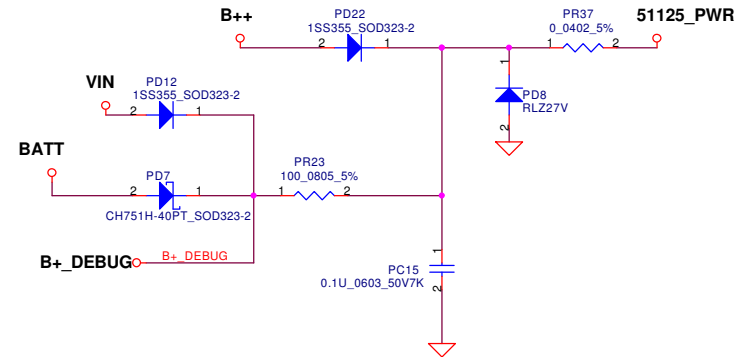 B++
PD22
1SS355_SOD323-2
2
1
PR37
0_0402_5%
1
2
51125_PWR
VIN
PD12
1SS355_SOD323-2
2
1
1
PD8
RLZ27V
2
BATT
PD7
2
1
CH751H-40PT_SOD323-2
PR23
100_0805_5%
1
2
B+_DEBUG
B+_DEBUG
1
PC15
0.1U_0603_50V7K
2